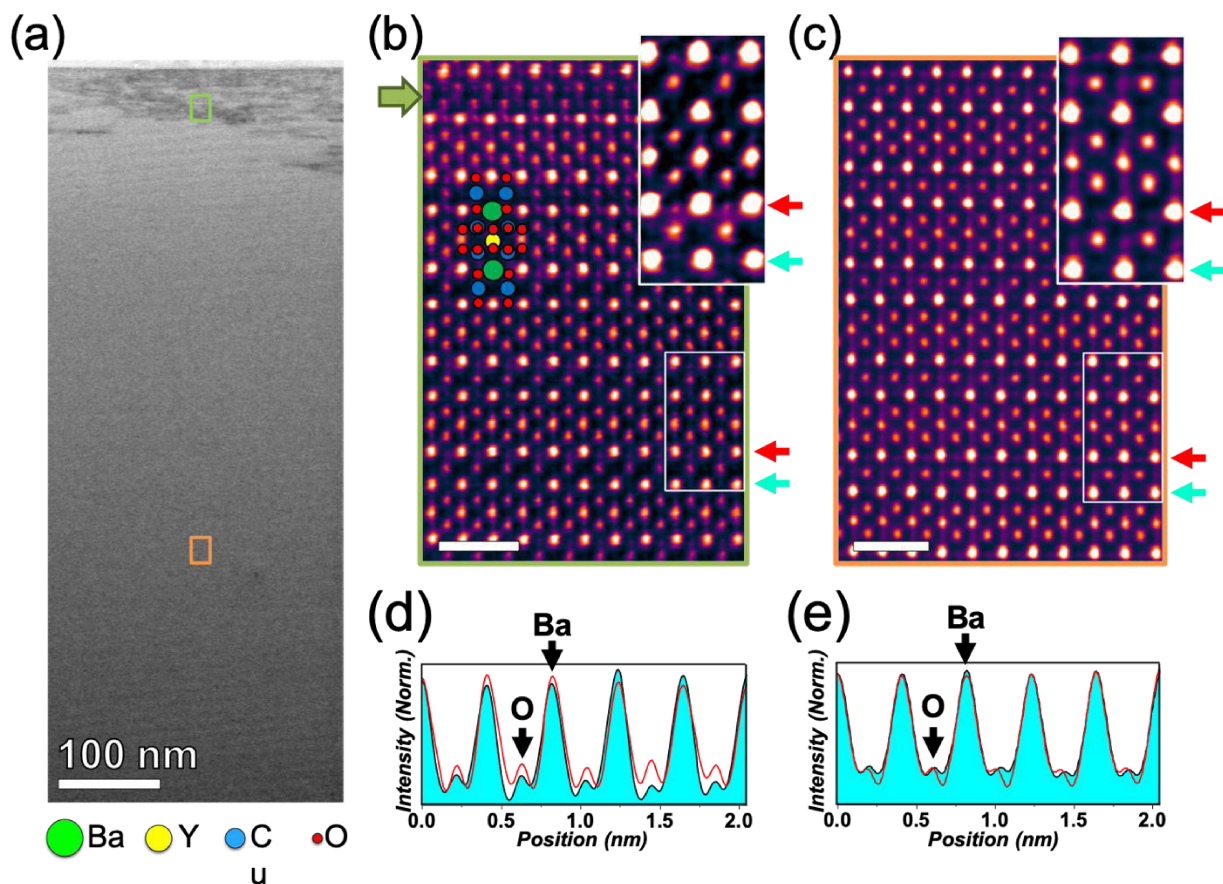 (a)
(b)
(c)
100 nm
Ba Y C O
u
(d)
(e)
Ba
O
Intensity (Norm.)
0.0 0.5 1.0 1.5 2.0
Position (nm)
Ba
O
Intensity (Norm.)
0.0 0.5 1.0 1.5 2.0
Position (nm)